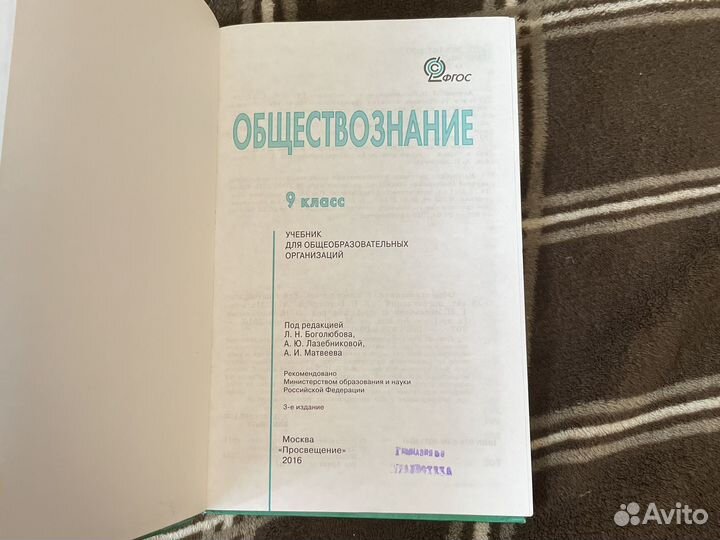 ФГОС
ОБЩЕСТВОЗНАНИЕ
9 класс
УЧЕБНИК
ДЛЯ ОБЩЕОБРАЗОВАТЕЛЬНЫХ
ОРГАНИЗАЦИЙ
Под редакцией
Л. Н. Боголюбова,
А. Ю. Лазебниковой,
А. И. Матвеева
Рекомендовано
Министерством образования и науки
Российской Федерации
3-е издание
Москва
«Просвещение»
2016
Avito